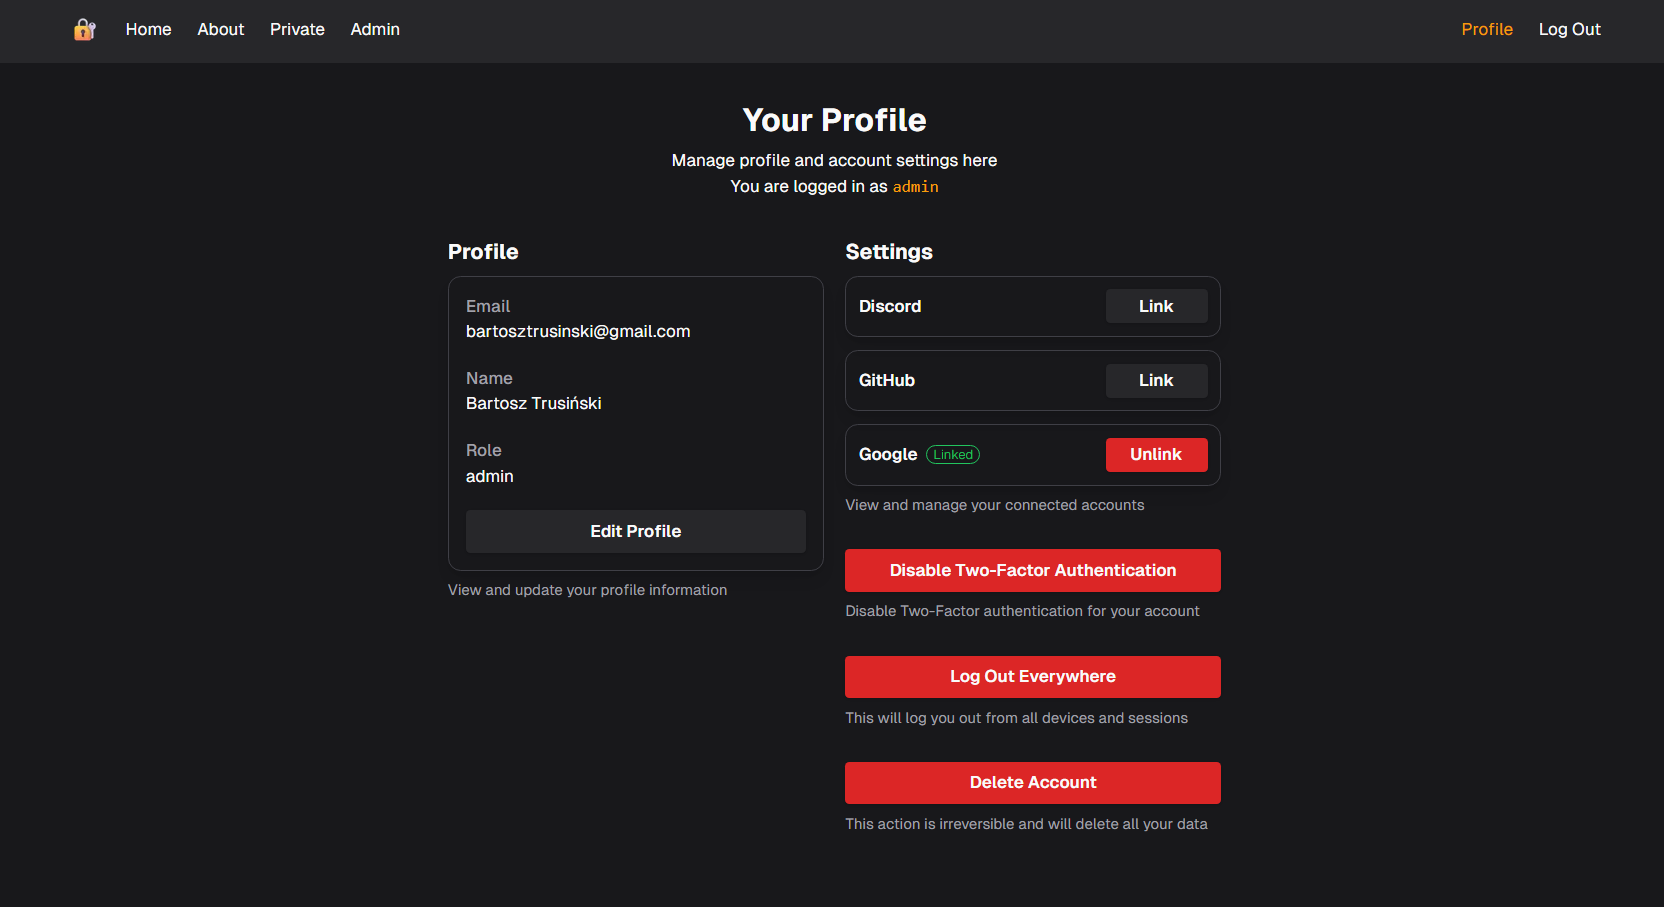 Home About Private Admin Profile Log Out
Your Profile
Manage profile and account settings here
You are logged in as admin
Profile
Email
bartosztrusinski@gmail.com
Name
Bartosz Trusiński
Role
admin
Edit Profile
View and update your profile information
Settings
Discord Link
GitHub Link
Google Linked Unlink
View and manage your connected accounts
Disable Two-Factor Authentication
Disable Two-Factor authentication for your account
Log Out Everywhere
This will log you out from all devices and sessions
Delete Account
This action is irreversible and will delete all your data